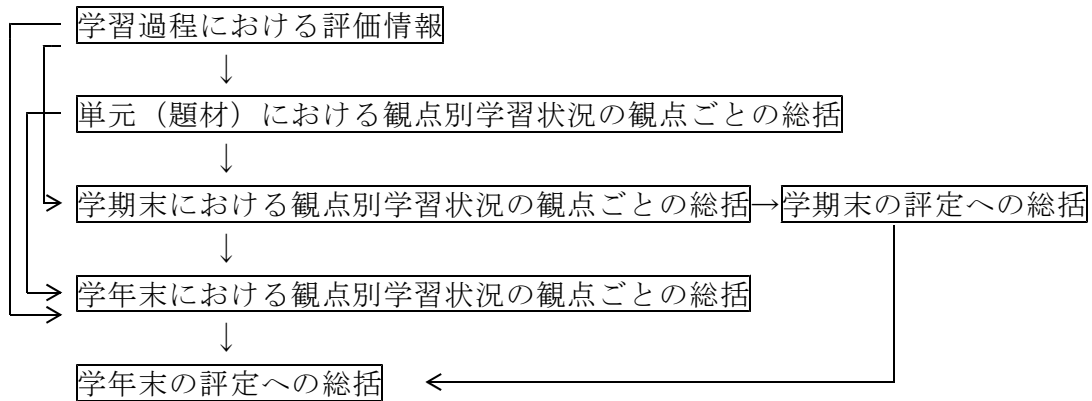 学習過程における評価情報
↓
単元（題材）における観点別学習状況の観点ごとの総括
↓
学期末における観点別学習状況の観点ごとの総括→学期末の評定への総括
↓
学年末における観点別学習状況の観点ごとの総括
↓
学年末の評定への総括